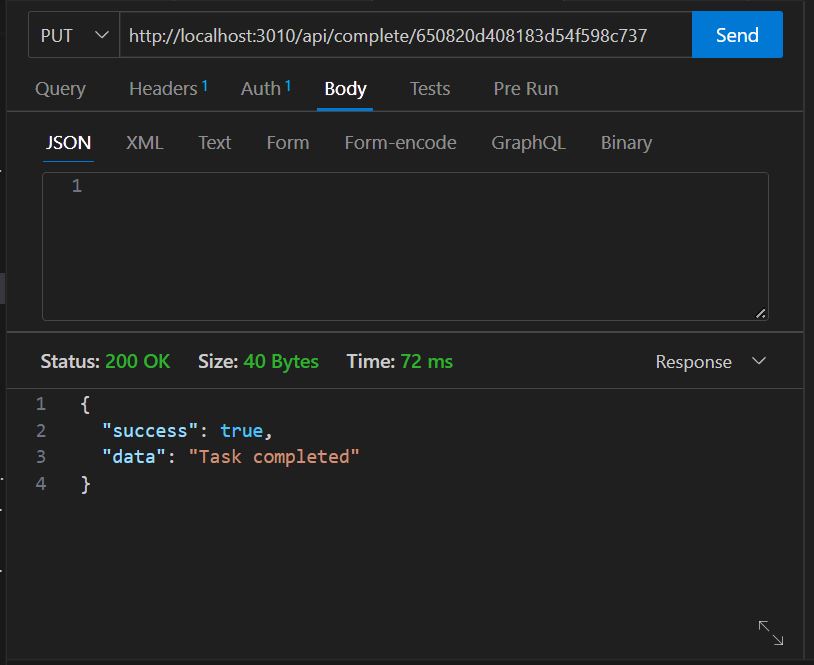 PUT http://localhost:3010/api/complete/650820d408183d54f598c737 Send
Query Headers 1 Auth 1 Body Tests Pre Run
JSON XML Text Form Form-encode GraphQL Binary
1
Status: 200 OK Size: 40 Bytes Time: 72 ms Response
1 {
2 "success": true,
3 "data": "Task completed"
4 }